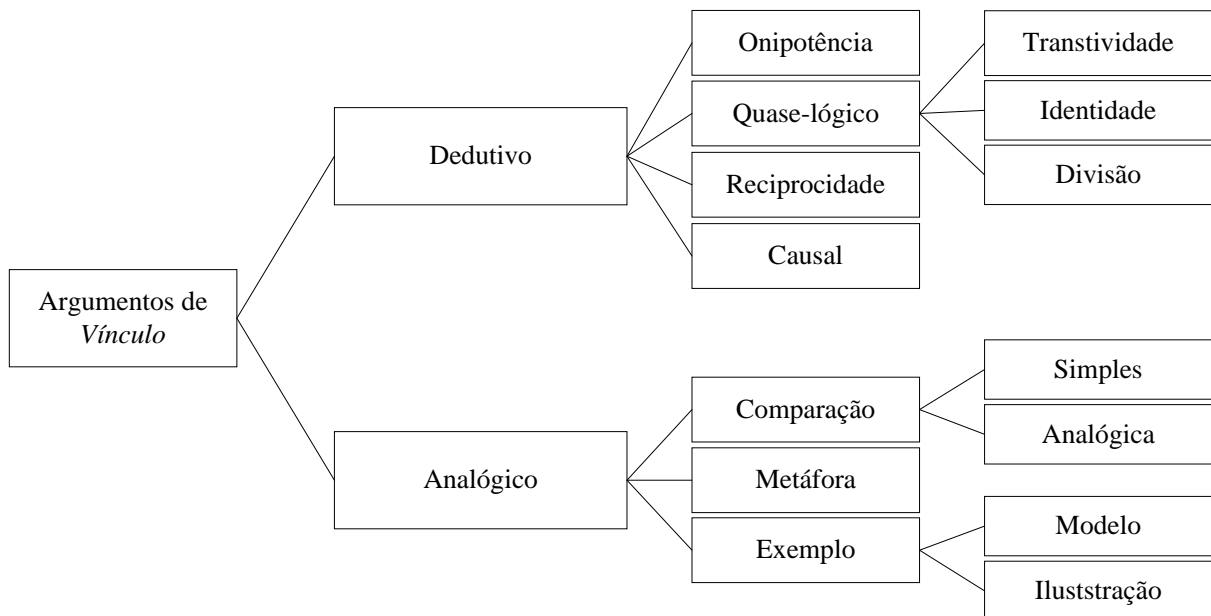 Argumentos de
Vínculo
Dedutivo
Onipotência
Quase-lógico
Transtividade
Identidade
Divisão
Reciprocidade
Causal
Analógico
Comparação
Simples
Analógica
Metáfora
Exemplo
Modelo
Iluststração